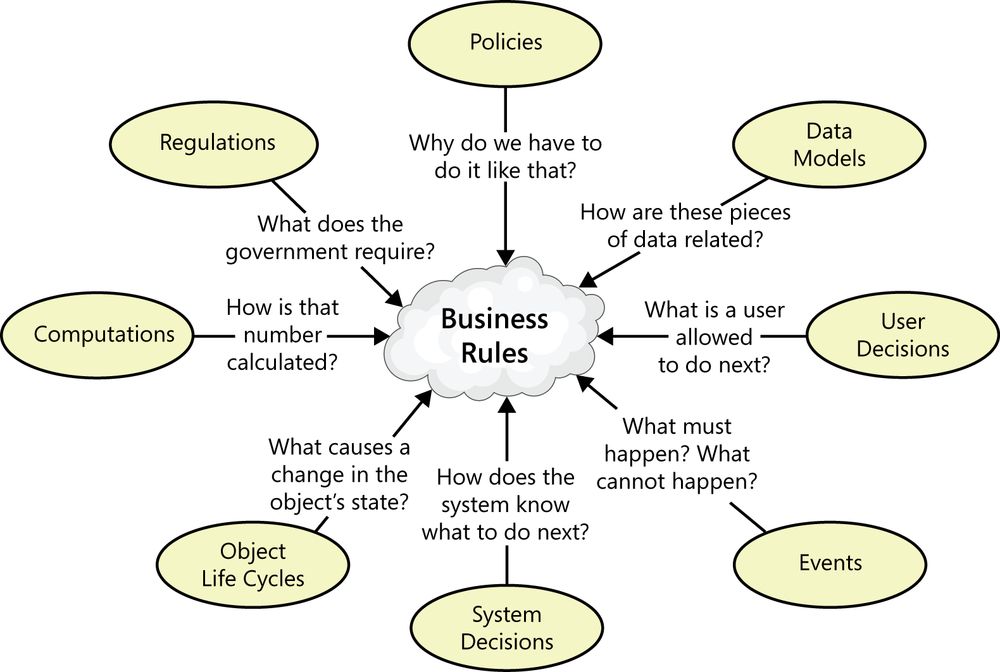 Policies
Regulations
Data
Models
Why do we have to
do it like that?
What does the
government require?
How are these pieces
of data related?
Computations
How is that
number
calculated?
Business
Rules
What is a user
allowed
to do next?
User
Decisions
What causes a
change in the
object's state?
How does the
system know
what to do next?
What must
happen? What
cannot happen?
Object
Life Cycles
System
Decisions
Events